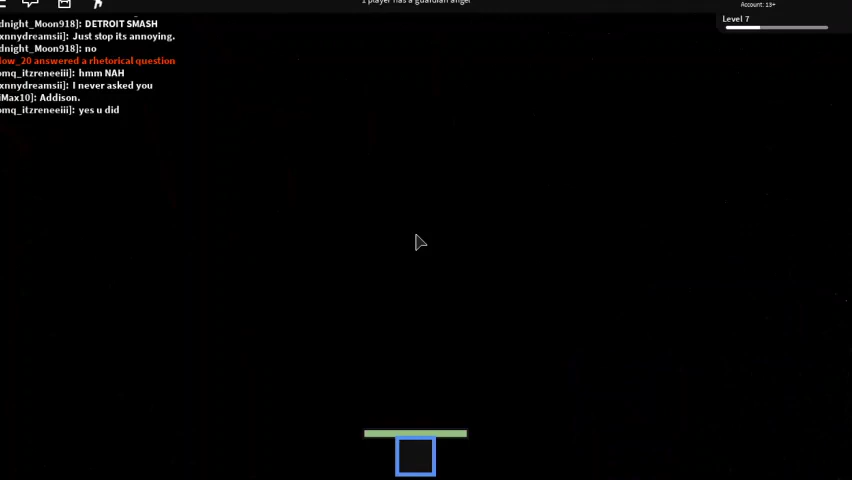 1 player has a guardian angel
Account: 13+
Level 7
dnight_Moon918]: DETROIT SMASH
xnnydreamsii]: Just stop its annoying.
dnight_Moon918]: no
low_20 answered a rhetorical question
omq_itzreneeiii]: hmm NAH
xnnydreamsii]: I never asked you
iMax10]: Addison.
omq_itzreneeiii]: yes u did